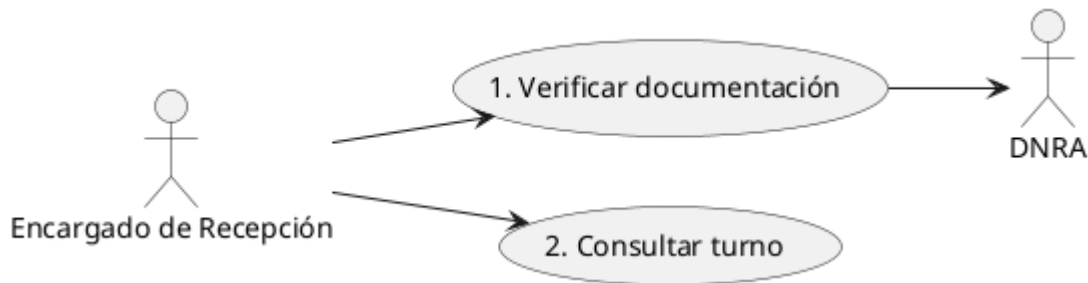 1. Verificar documentación
DNRA
Encargado de Recepción
2. Consultar turno